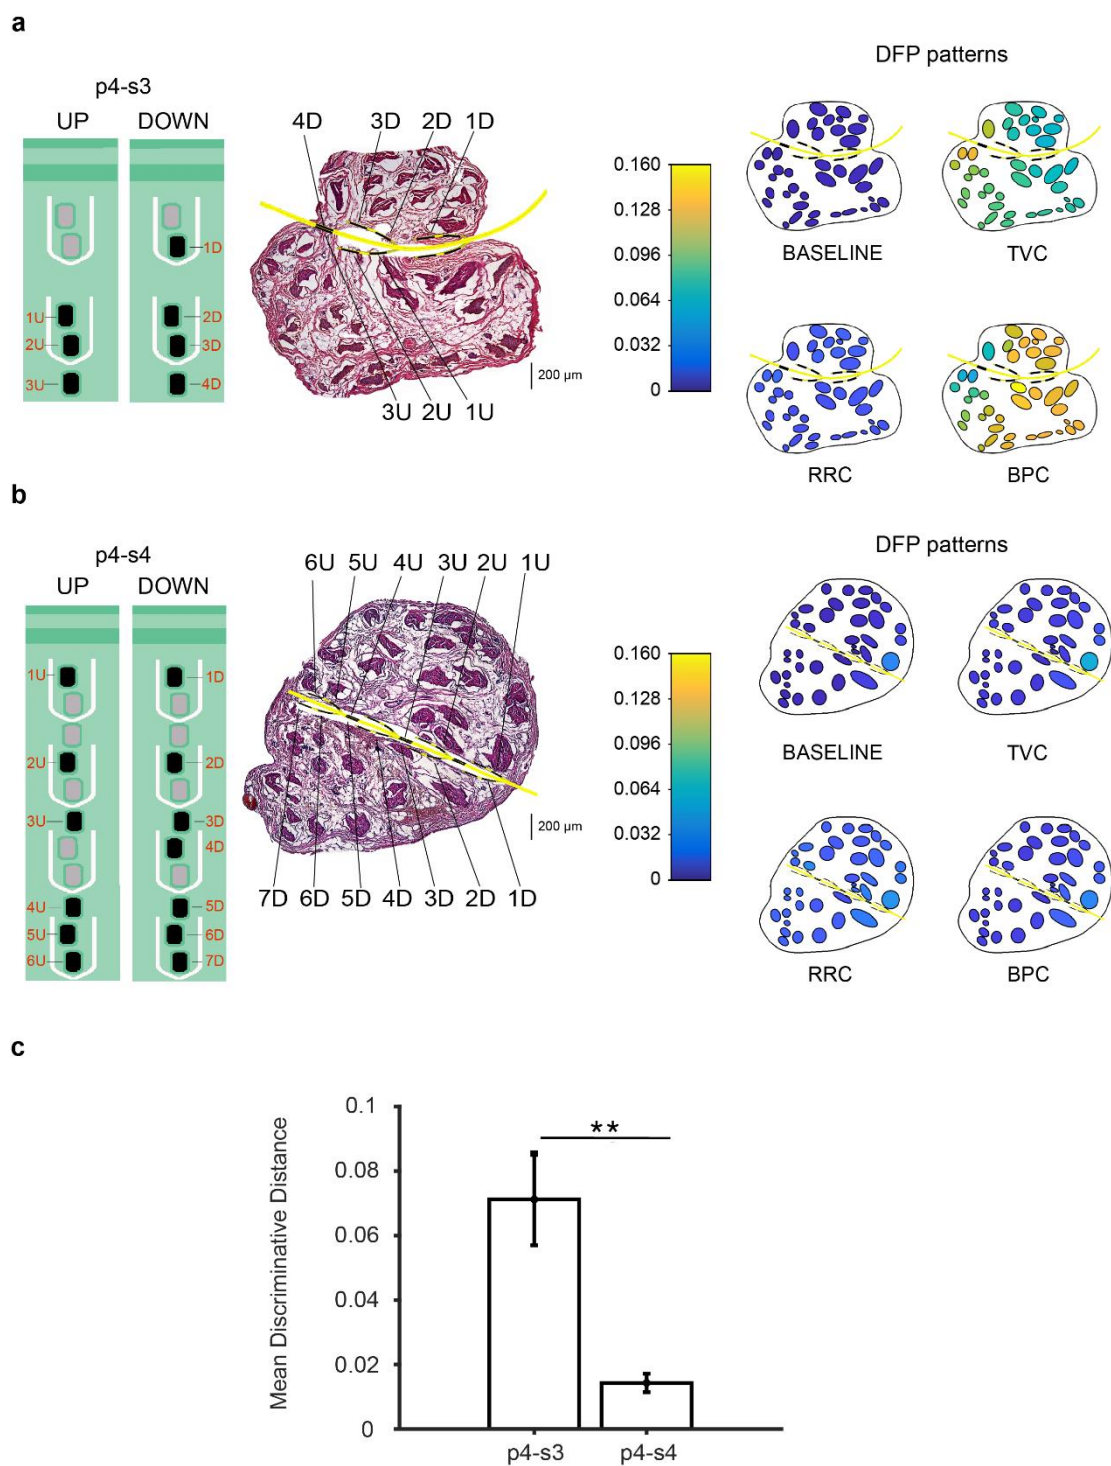 a
DFP patterns
p4-s3
UP DOWN
4D 3D 2D 1D
1D
1U 2D
2U 3D
3U 4D
3U 2U 1U
200 µm
0.160
0.128
0.096
0.064
0.032
0
BASELINE TVC
RRC BPC
b
DFP patterns
p4-s4
UP DOWN
6U 5U 4U 3U 2U 1U
1U 1D
2U 2D
3U 3D
4D
4U 5D
5U 6D
6U 7D
7D 6D 5D 4D 3D 2D 1D
200 µm
0.160
0.128
0.096
0.064
0.032
0
BASELINE TVC
RRC BPC
c
Mean Discriminative Distance
0.1
0.08
0.06
0.04
0.02
0
**
p4-s3 p4-s4